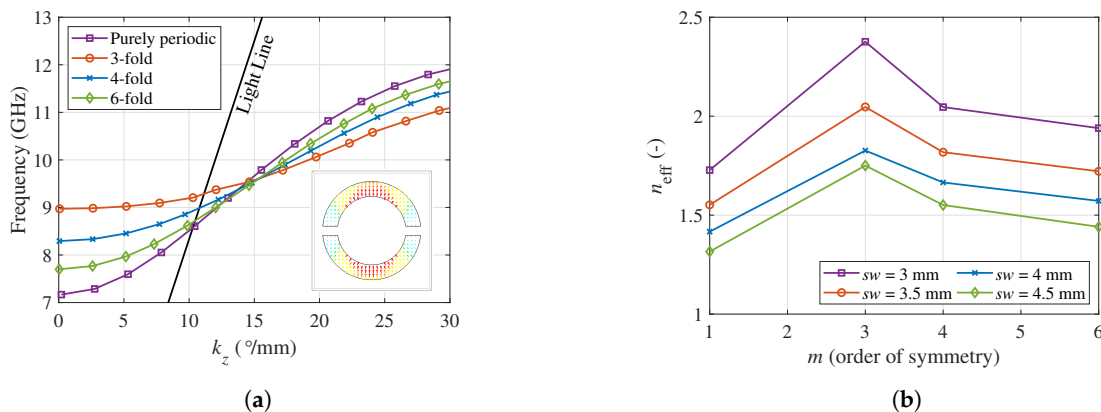 13
12
11
10
9
8
7
Frequency (GHz)
Purely periodic
3-fold
4-fold
6-fold
Light Line
0 5 10 15 20 25 30
k_z (°/mm)
(a)
2.5
2
1.5
1
n_eff (-)
sw = 3 mm sw = 4 mm
sw = 3.5 mm sw = 4.5 mm
1 2 3 4 5 6
m (order of symmetry)
(b)